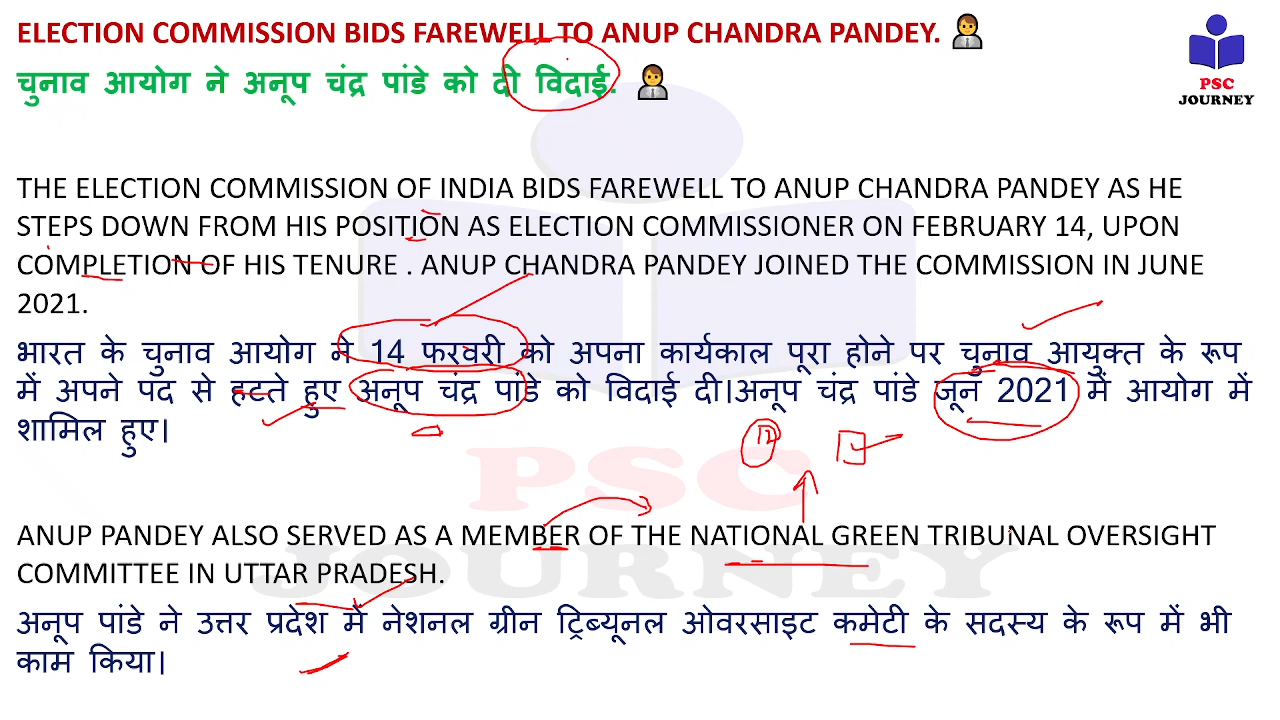 ELECTION COMMISSION BIDS FAREWELL TO ANUP CHANDRA PANDEY.
चुनाव आयोग ने अनूप चंद्र पांडे को दी विदाई.
PSC
JOURNEY
THE ELECTION COMMISSION OF INDIA BIDS FAREWELL TO ANUP CHANDRA PANDEY AS HE
STEPS DOWN FROM HIS POSITION AS ELECTION COMMISSIONER ON FEBRUARY 14, UPON
COMPLETION OF HIS TENURE . ANUP CHANDRA PANDEY JOINED THE COMMISSION IN JUNE
2021.
भारत के चुनाव आयोग ने 14 फरवरी को अपना कार्यकाल पूरा होने पर चुनाव आयुक्त के रूप
में अपने पद से हटते हुए अनूप चंद्र पांडे को विदाई दी।अनूप चंद्र पांडे जून 2021 में आयोग में
शामिल हुए।
PSC
JOURNEY
ANUP PANDEY ALSO SERVED AS A MEMBER OF THE NATIONAL GREEN TRIBUNAL OVERSIGHT
COMMITTEE IN UTTAR PRADESH.
अनूप पांडे ने उत्तर प्रदेश में नेशनल ग्रीन ट्रिब्यूनल ओवरसाइट कमेटी के सदस्य के रूप में भी
काम किया।